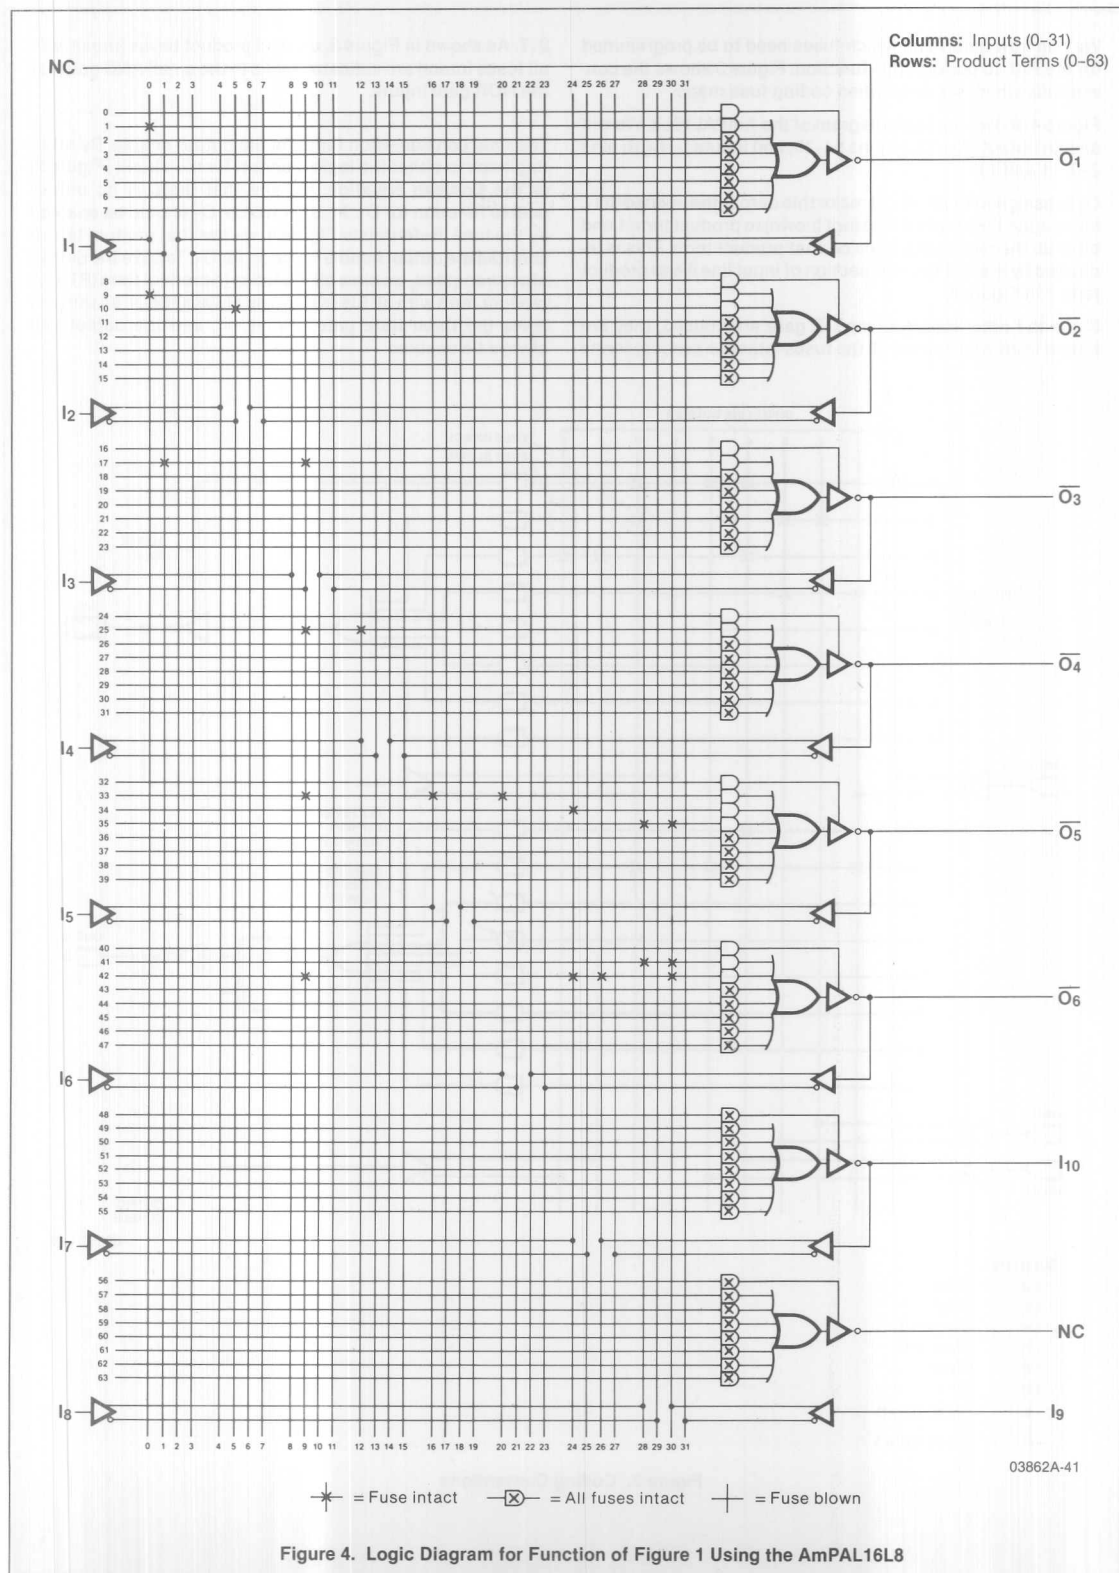 Columns: Inputs (0–31)
Rows: Product Terms (0–63)
NC
0 1 2 3 4 5 6 7 8 9 10 11 12 13 14 15 16 17 18 19 20 21 22 23 24 25 26 27 28 29 30 31
0
1
2
3
4
5
6
7
O1
I1
8
9
10
11
12
13
14
15
O2
I2
16
17
18
19
20
21
22
23
O3
I3
24
25
26
27
28
29
30
31
O4
I4
32
33
34
35
36
37
38
39
O5
I5
40
41
42
43
44
45
46
47
O6
I6
48
49
50
51
52
53
54
55
I10
I7
56
57
58
59
60
61
62
63
NC
I8
I9
0 1 2 3 4 5 6 7 8 9 10 11 12 13 14 15 16 17 18 19 20 21 22 23 24 25 26 27 28 29 30 31
03862A-41
= Fuse intact = All fuses intact = Fuse blown
Figure 4. Logic Diagram for Function of Figure 1 Using the AmPAL16L8